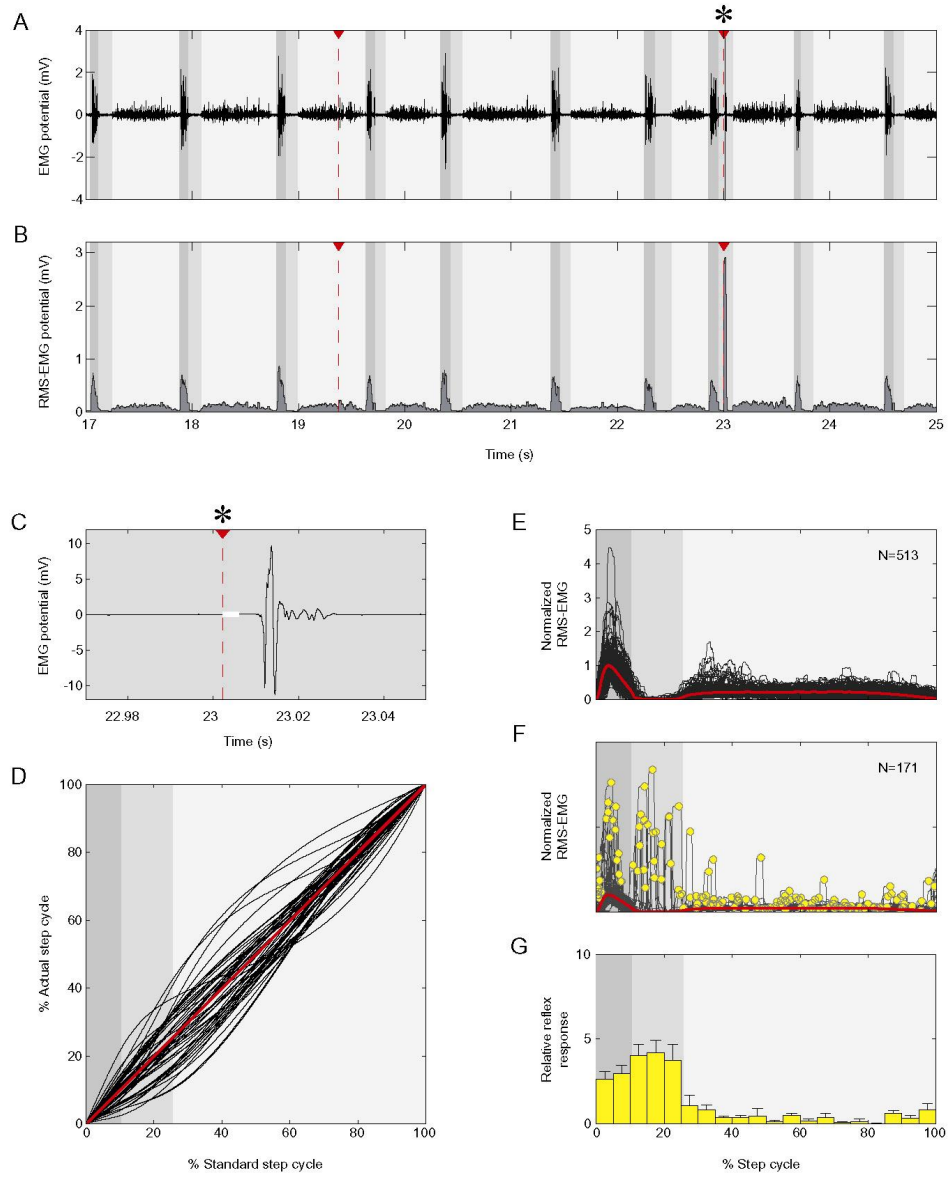 A
*
EMG potential (mV)
4
2
0
-2
-4
B
RMS-EMG potential (mV)
3
2
1
0
17 18 19 20 21 22 23 24 25
Time (s)
C
*
EMG potential (mV)
10
5
0
-5
-10
22.98 23 23.02 23.04
Time (s)
D
% Actual step cycle
100
80
60
40
20
0
0 20 40 60 80 100
% Standard step cycle
E
Normalized
RMS-EMG
5
4
3
2
1
0
N=513
F
Normalized
RMS-EMG
N=171
G
Relative reflex
response
10
5
0
0 20 40 60 80 100
% Step cycle